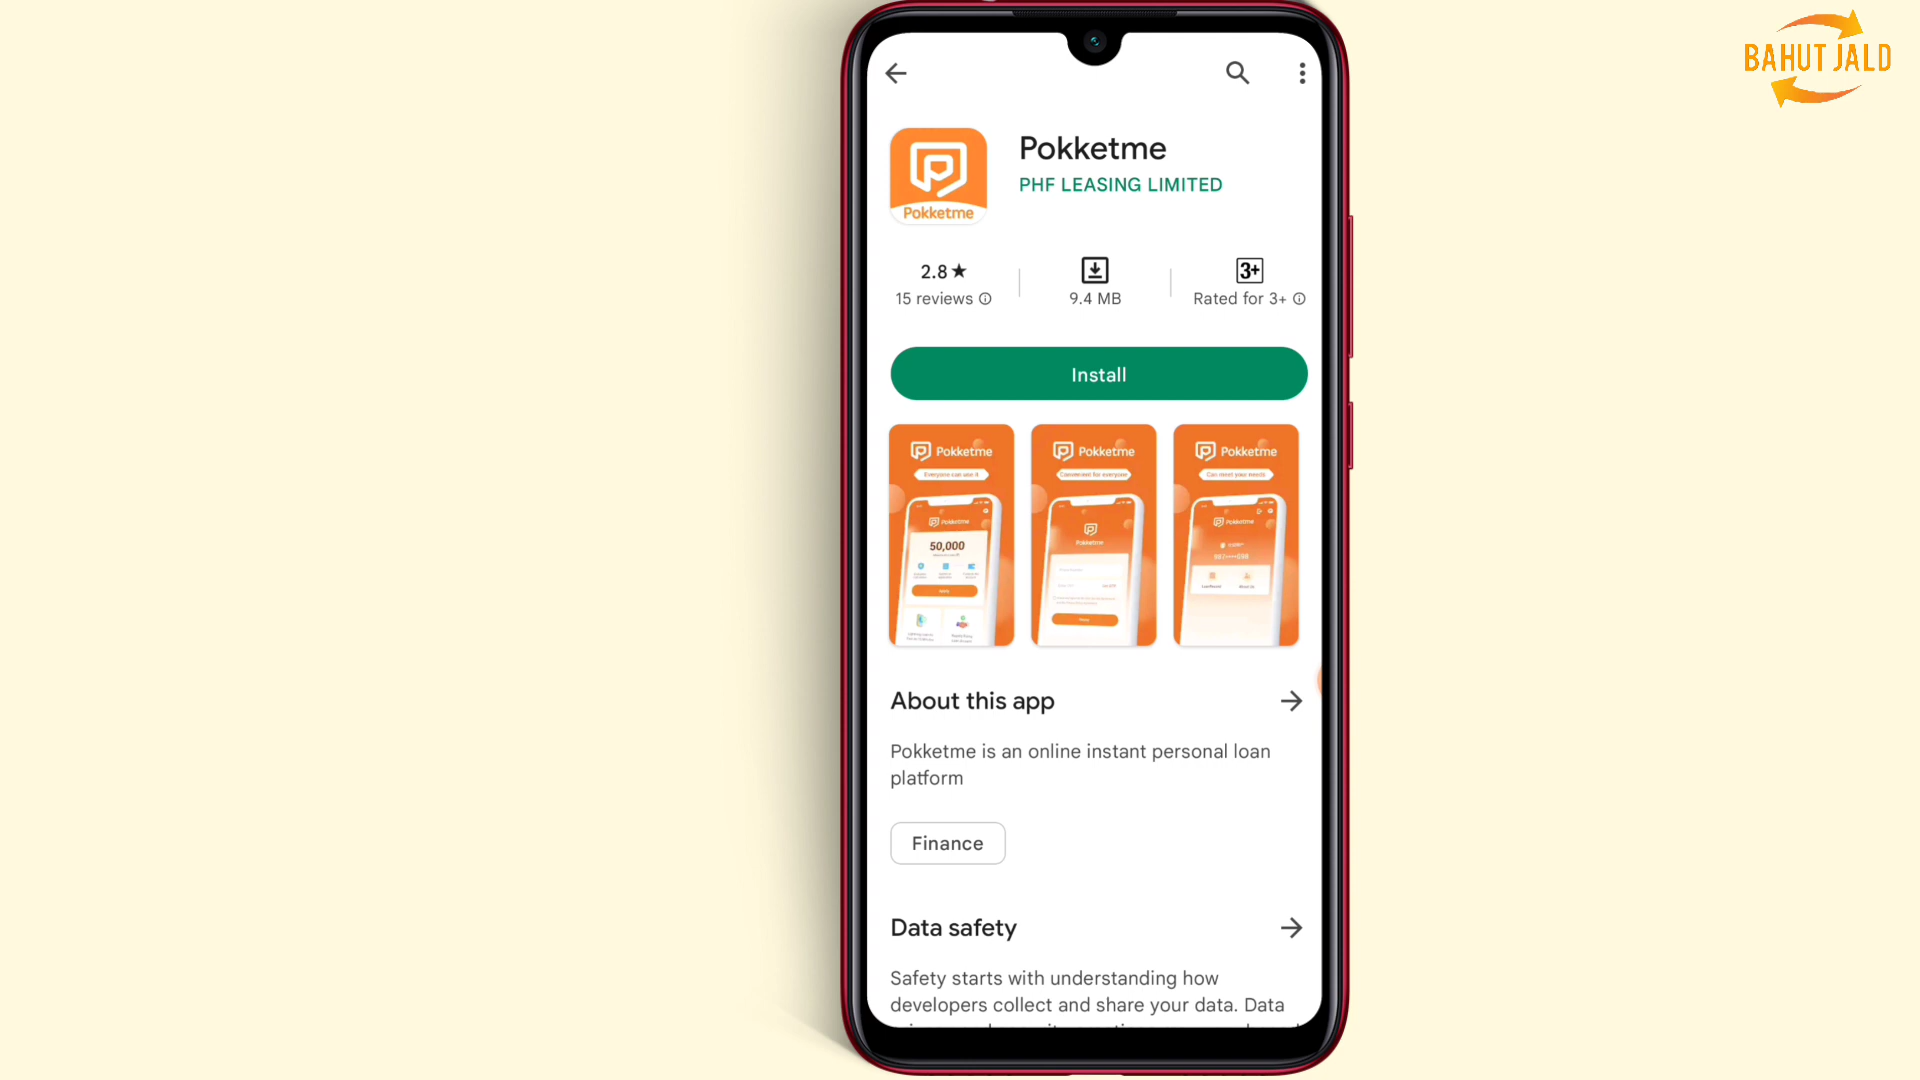 BAHUT JALD
Pokketme
PHF LEASING LIMITED
Pokketme
2.8★
15 reviews
9.4 MB
3+
Rated for 3+
Install
Pokketme
Everyone can use it
Pokketme
50,000
Pokketme
Convenient for everyone
Pokketme
Pokketme
Can meet your needs
Pokketme
About this app
Pokketme is an online instant personal loan
platform
Finance
Data safety
Safety starts with understanding how
developers collect and share your data. Data